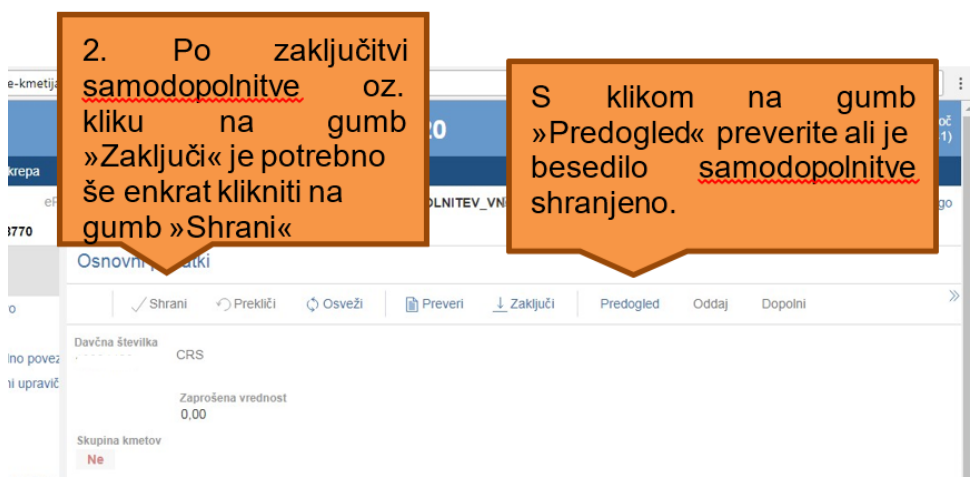 2. Po zaključitvi
samodopolnitve oz.
kliku na gumb
»Zaključi« je potrebno
še enkrat klikniti na
gumb »Shrani«
S klikom na gumb
»Predogled« preverite ali je
besedilo samodopolnitve
shranjeno.
e-kmetija
20
krepa
OLNITEV_VN
3770
Osnovni podatki
Shrani Prekliči Osveži Preveri Zaključi Predogled Oddaj Dopolni
Davčna številka
CRS
lno povez
ni upravič
Zaprošena vrednost
0,00
Skupina kmetov
Ne